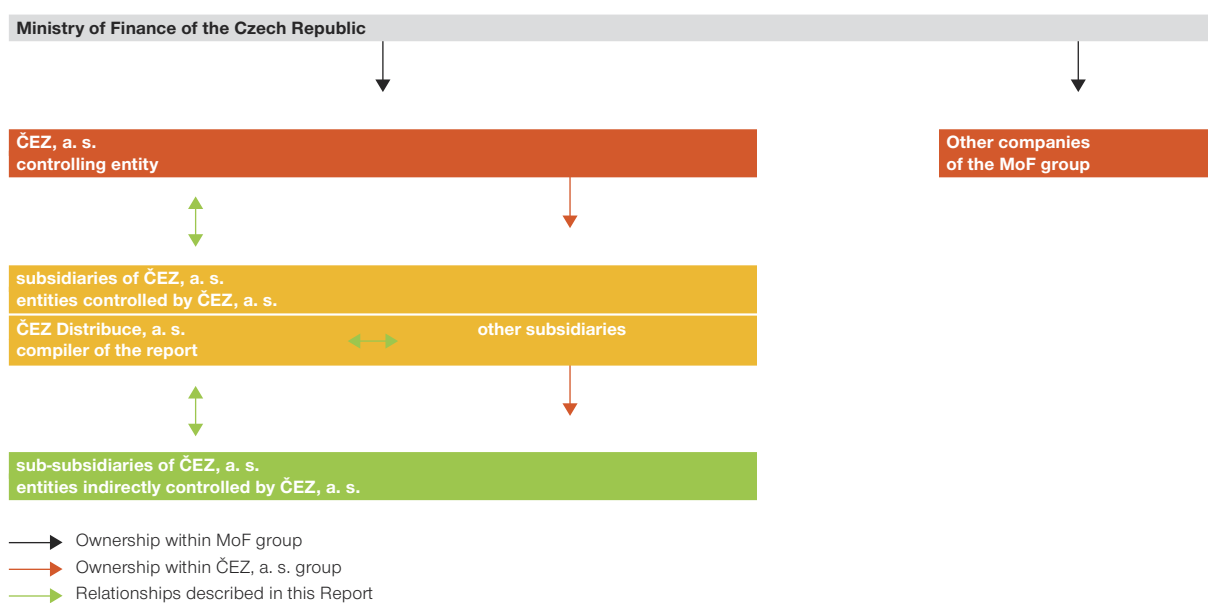 Ministry of Finance of the Czech Republic
ČEZ, a. s.
controlling entity
Other companies
of the MoF group
subsidiaries of ČEZ, a. s.
entities controlled by ČEZ, a. s.
ČEZ Distribuce, a. s.
compiler of the report
other subsidiaries
sub-subsidiaries of ČEZ, a. s.
entities indirectly controlled by ČEZ, a. s.
Ownership within MoF group
Ownership within ČEZ, a. s. group
Relationships described in this Report